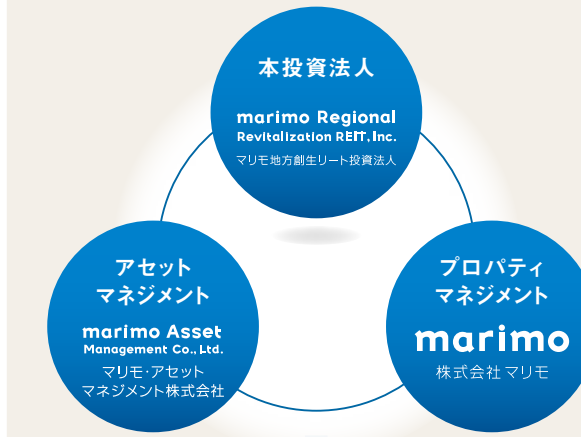 本投資法人
marimo Regional
Revitalization REIT, Inc.
マリモ地方創生リート投資法人
アセット
マネジメント
marimo Asset
Management Co., Ltd.
マリモ・アセット
マネジメント株式会社
プロパティ
マネジメント
marimo
株式会社マリモ